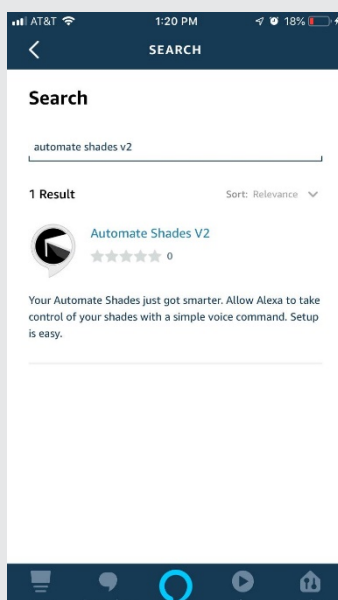 AT&T 1:20 PM 18%
SEARCH
Search
automate shades v2
1 Result Sort: Relevance
Automate Shades V2
0
Your Automate Shades just got smarter. Allow Alexa to take
control of your shades with a simple voice command. Setup
is easy.